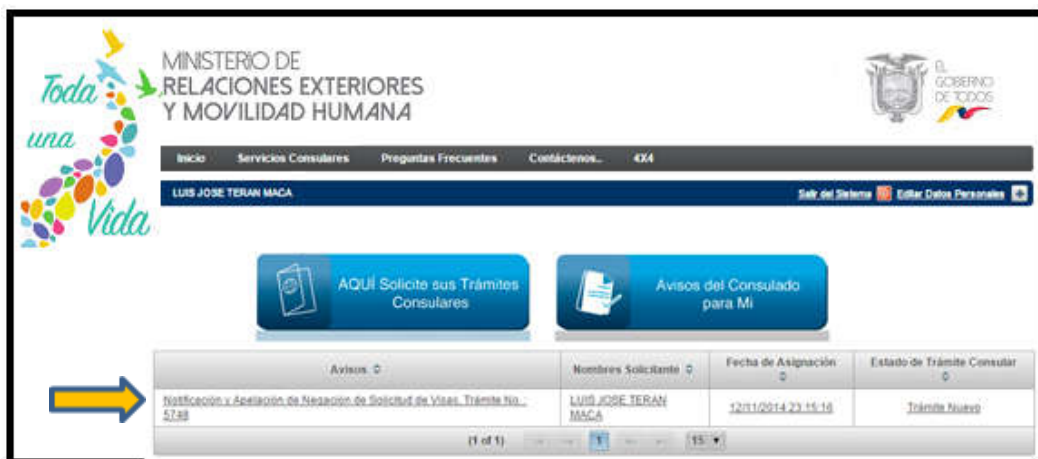 Toda
una
Vida
MINISTERIO DE
RELACIONES EXTERIORES
Y MOVILIDAD HUMANA
EL
GOBIERNO
DE TODOS
Inicio Servicios Consulares Preguntas Frecuentes Contáctenos.. 4X4
LUIS JOSE TERAN MACA Salir del Sistema Editar Datos Personales
AQUÍ Solicite sus Trámites
Consulares
Avisos del Consulado
para Mi
Avisos Nombres Solicitante Fecha de Asignación Estado de Trámite Consular
Notificación y Apelación de Negación de Solicitud de Visas. Trámite No. :
5748
LUIS JOSE TERAN
MACA
12/11/2014 23:15:16
Trámite Nuevo
(1 of 1) 1 15